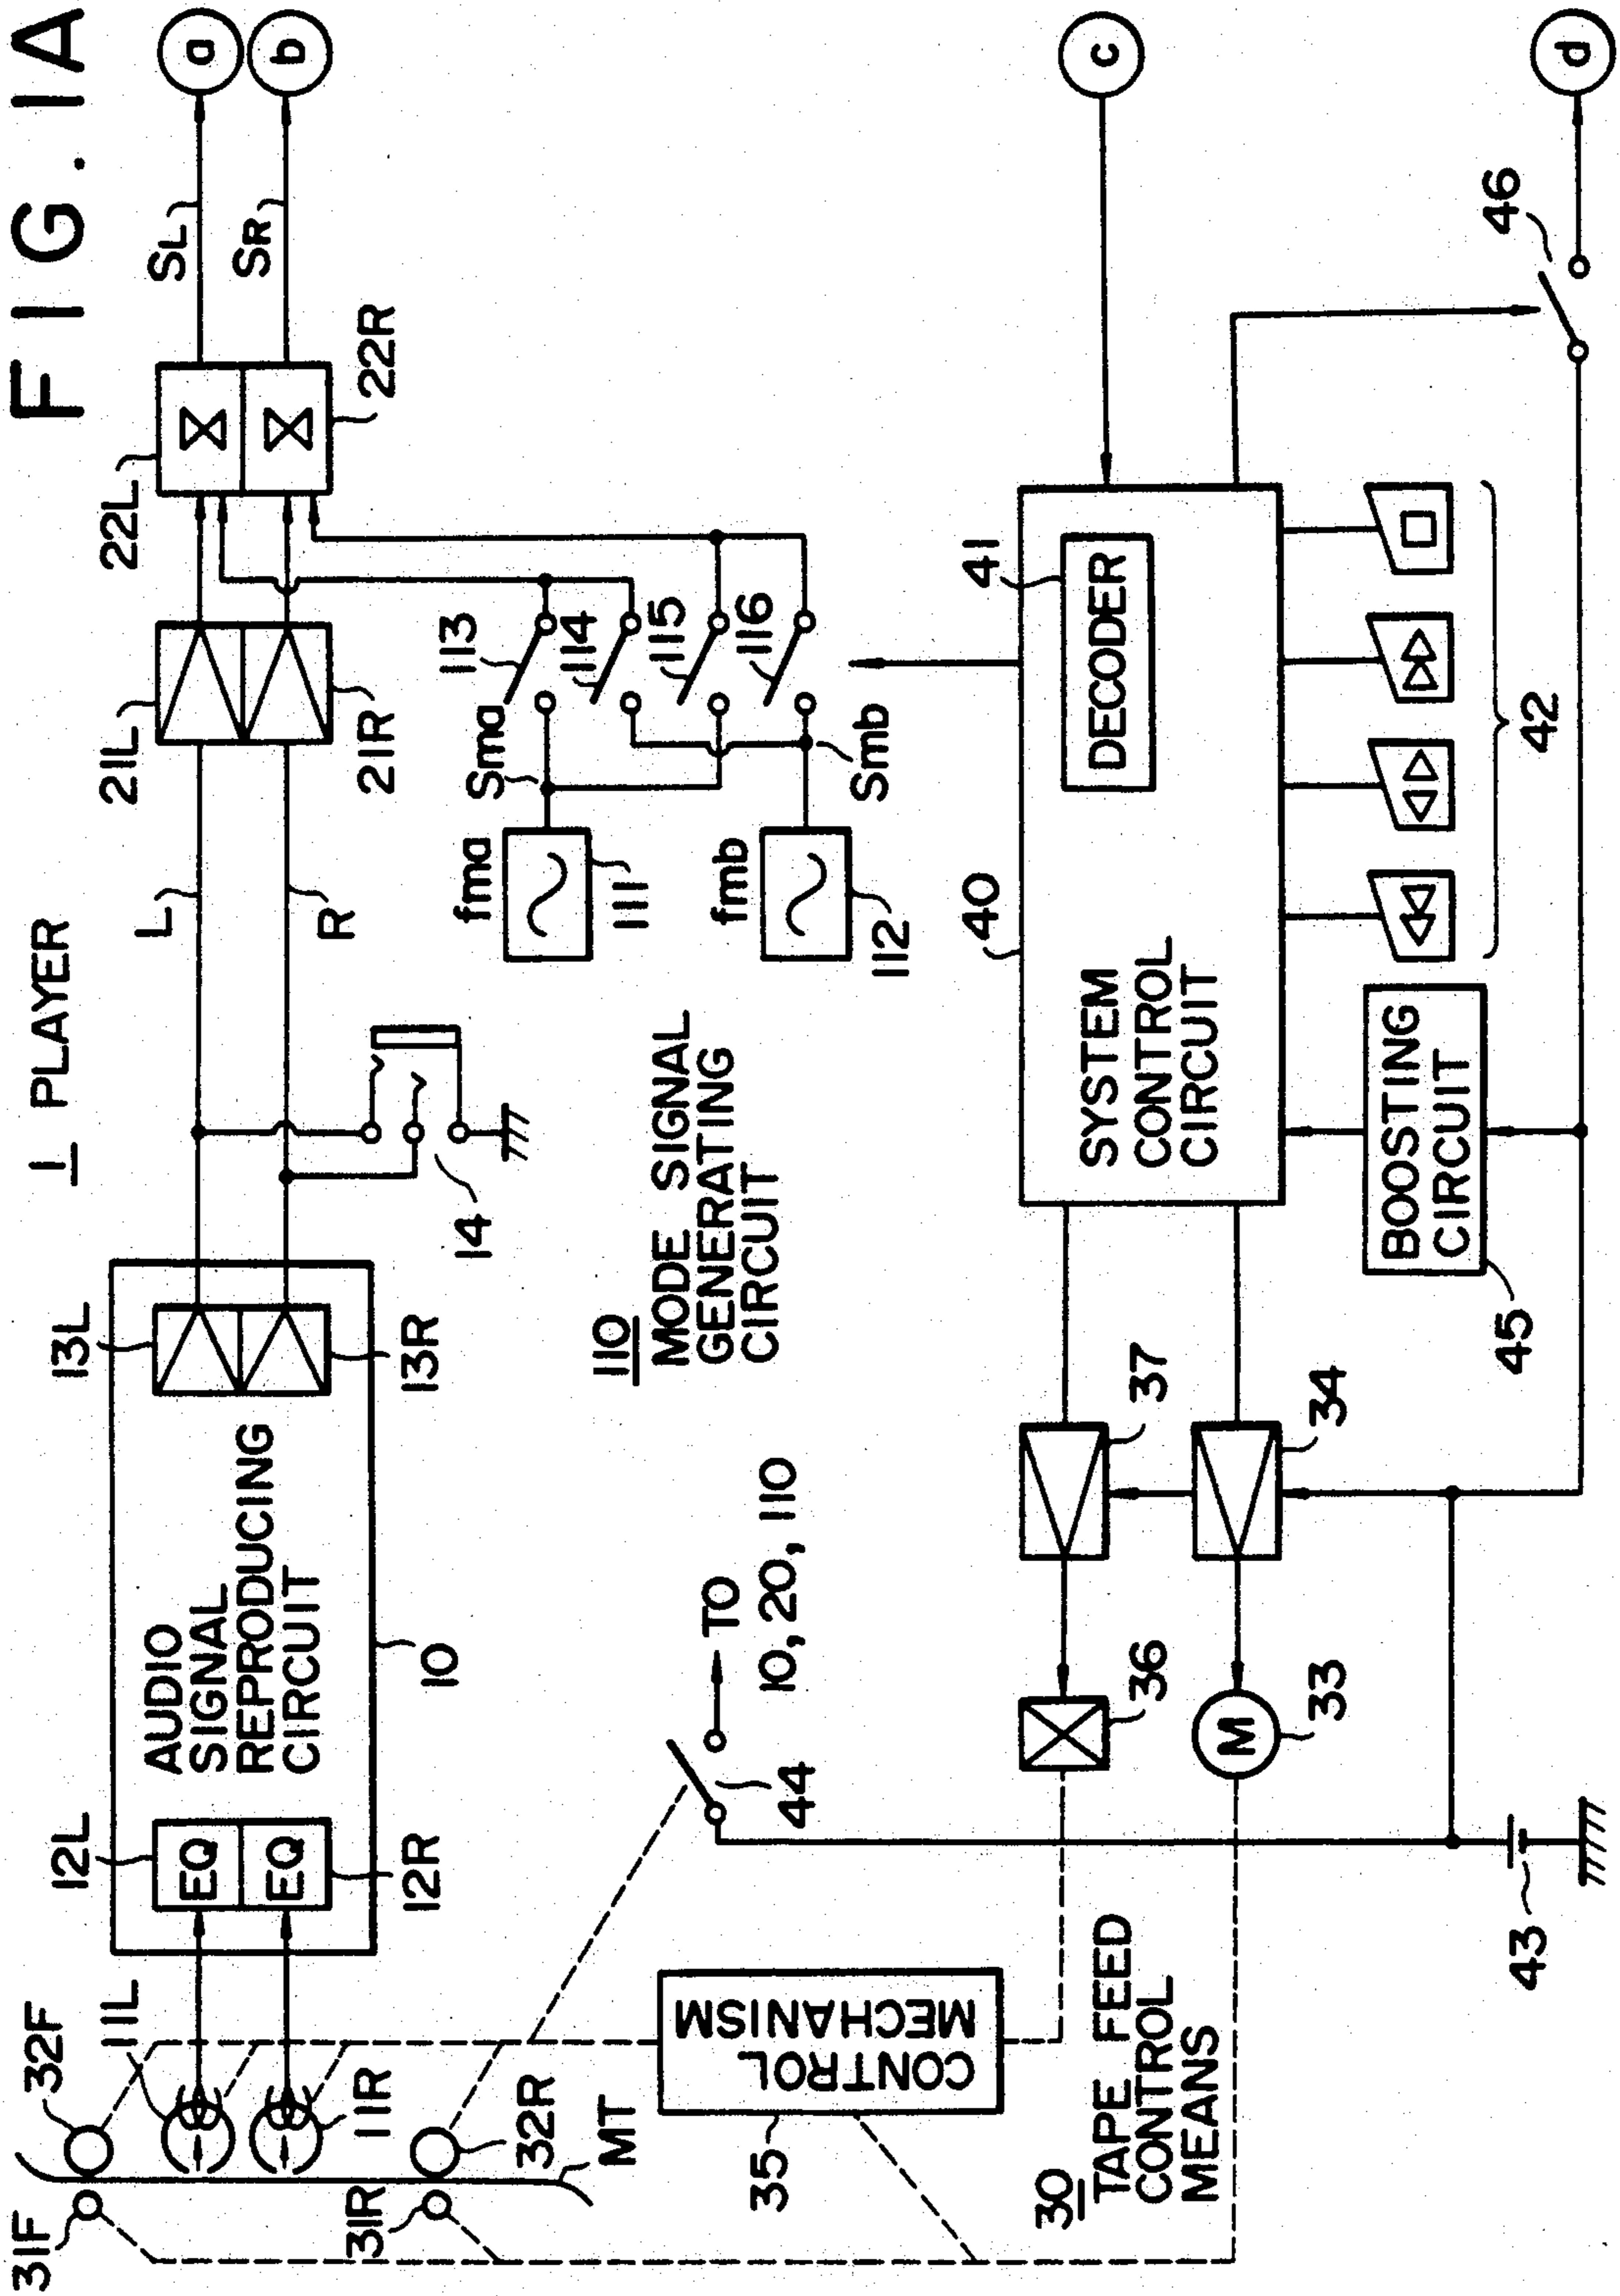 FIG. 1A
1 PLAYER
a
b
c
d
SL
SR
22L
22R
21L
21R
L
R
13L
13R
14
AUDIO
SIGNAL
REPRODUCING
CIRCUIT
10
12L
12R
EQ
EQ
11L
11R
32F
31F
32R
31R
MT
113
114
115
116
Sma
Smb
fma
fmb
111
112
110
MODE SIGNAL
GENERATING
CIRCUIT
TO
10, 20, 110
44
CONTROL
MECHANISM
35
30
TAPE FEED
CONTROL
MEANS
40
41
DECODER
SYSTEM
CONTROL
CIRCUIT
42
46
BOOSTING
CIRCUIT
45
37
34
36
M
33
43